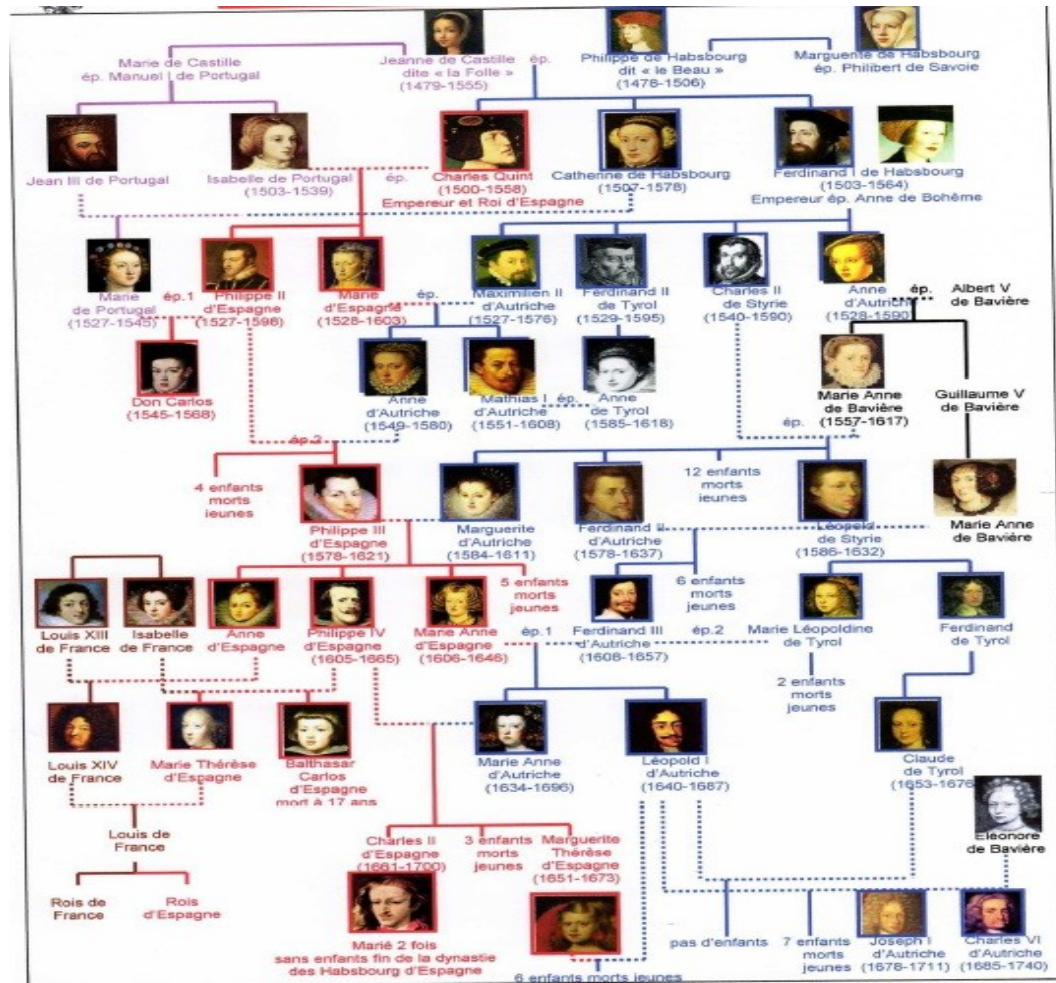 Marie de Castille
ép. Manuel I de Portugal
Jeanne de Castille
dite « la Folle »
(1479-1555)
ép.
Philippe de Habsbourg
dit « le Beau »
(1478-1506)
Marguerite de Habsbourg
ép. Philibert de Savoie
Jean III de Portugal
Isabelle de Portugal
(1503-1539)
ép.
Charles Quint
(1500-1558)
Empereur et Roi d'Espagne
Catherine de Habsbourg
(1507-1578)
Ferdinand I de Habsbourg
(1503-1564)
Empereur ép. Anne de Bohême
Marie
de Portugal
(1527-1545)
ép.1
Philippe II
d'Espagne
(1527-1598)
Marie
d'Espagne
(1528-1603)
ép.
Maximilien II
d'Autriche
(1527-1576)
Ferdinand II
de Tyrol
(1529-1595)
Charles II
de Styrie
(1540-1590)
Anne
d'Autriche
(1528-1590)
ép.
Albert V
de Bavière
Don Carlos
(1545-1568)
Anne
d'Autriche
(1549-1580)
Mathias I
d'Autriche
(1551-1608)
ép.
Anne
de Tyrol
(1585-1618)
Marie Anne
de Bavière
(1557-1617)
ép.
Guillaume V
de Bavière
ép.2
4 enfants
morts
jeunes
Philippe III
d'Espagne
(1578-1621)
Marguerite
d'Autriche
(1584-1611)
Ferdinand II
d'Autriche
(1578-1637)
12 enfants
morts
jeunes
Léopold
de Styrie
(1586-1632)
Marie Anne
de Bavière
Louis XIII
de France
Isabelle
de France
Anne
d'Espagne
Philippe IV
d'Espagne
(1605-1665)
Marie Anne
d'Espagne
(1606-1646)
5 enfants
morts
jeunes
ép.1
Ferdinand III
d'Autriche
(1608-1657)
6 enfants
morts
jeunes
ép.2
Marie Léopoldine
de Tyrol
Ferdinand
de Tyrol
2 enfants
morts
jeunes
Louis XIV
de France
Marie Thérèse
d'Espagne
Balthasar
Carlos
d'Espagne
mort à 17 ans
Marie Anne
d'Autriche
(1634-1696)
Léopold I
d'Autriche
(1640-1687)
Claude
de Tyrol
(1653-1676
Eléonore
de Bavière
Louis de
France
Rois de
France
Rois
d'Espagne
Charles II
d'Espagne
(1661-1700)
3 enfants
morts
jeunes
Marguerite
Thérèse
d'Espagne
(1651-1673)
Marié 2 fois
sans enfants fin de la dynastie
des Habsbourg d'Espagne
6 enfants morts jeunes
pas d'enfants
7 enfants
morts
jeunes
Joseph I
d'Autriche
(1678-1711)
Charles VI
d'Autriche
(1685-1740)